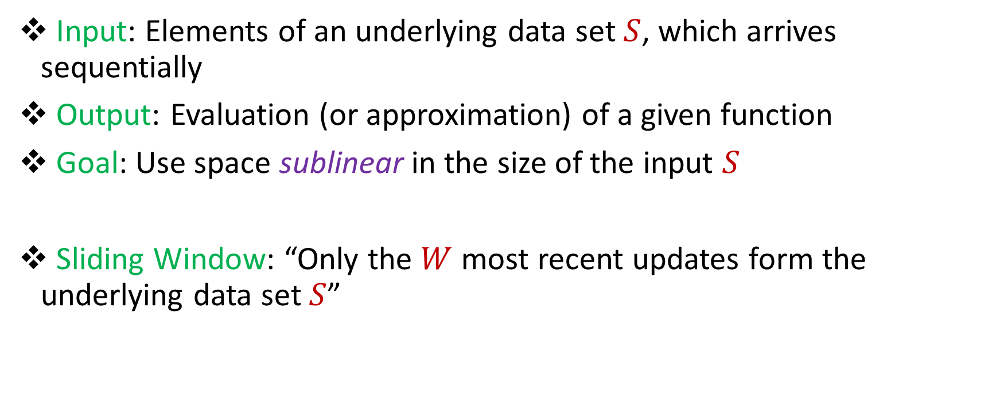 ❖ Input: Elements of an underlying data set S, which arrives
sequentially
❖ Output: Evaluation (or approximation) of a given function
❖ Goal: Use space sublinear in the size of the input S
❖ Sliding Window: “Only the W most recent updates form the
underlying data set S”